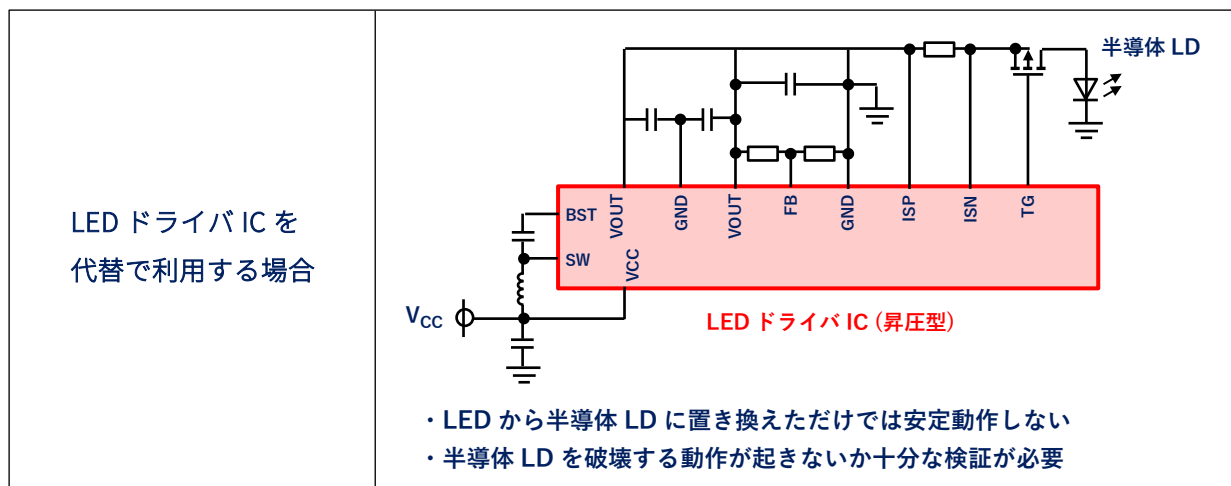 LED ドライバ IC を
代替で利用する場合
半導体 LD
VOUT
GND
VOUT
FB
GND
ISP
ISN
TG
BST
SW
VCC
VCC
LED ドライバ IC (昇圧型)
・LED から半導体 LD に置き換えただけでは安定動作しない
・半導体 LD を破壊する動作が起きないか十分な検証が必要